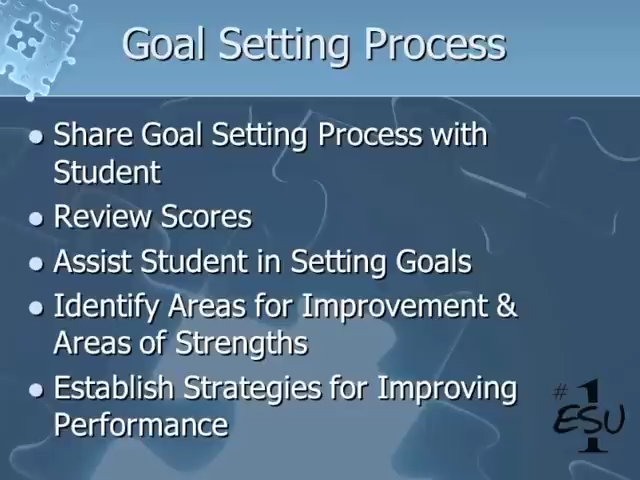 Goal Setting Process
Share Goal Setting Process with
Student
Review Scores
Assist Student in Setting Goals
Identify Areas for Improvement &
Areas of Strengths
Establish Strategies for Improving
Performance
#1
ESU